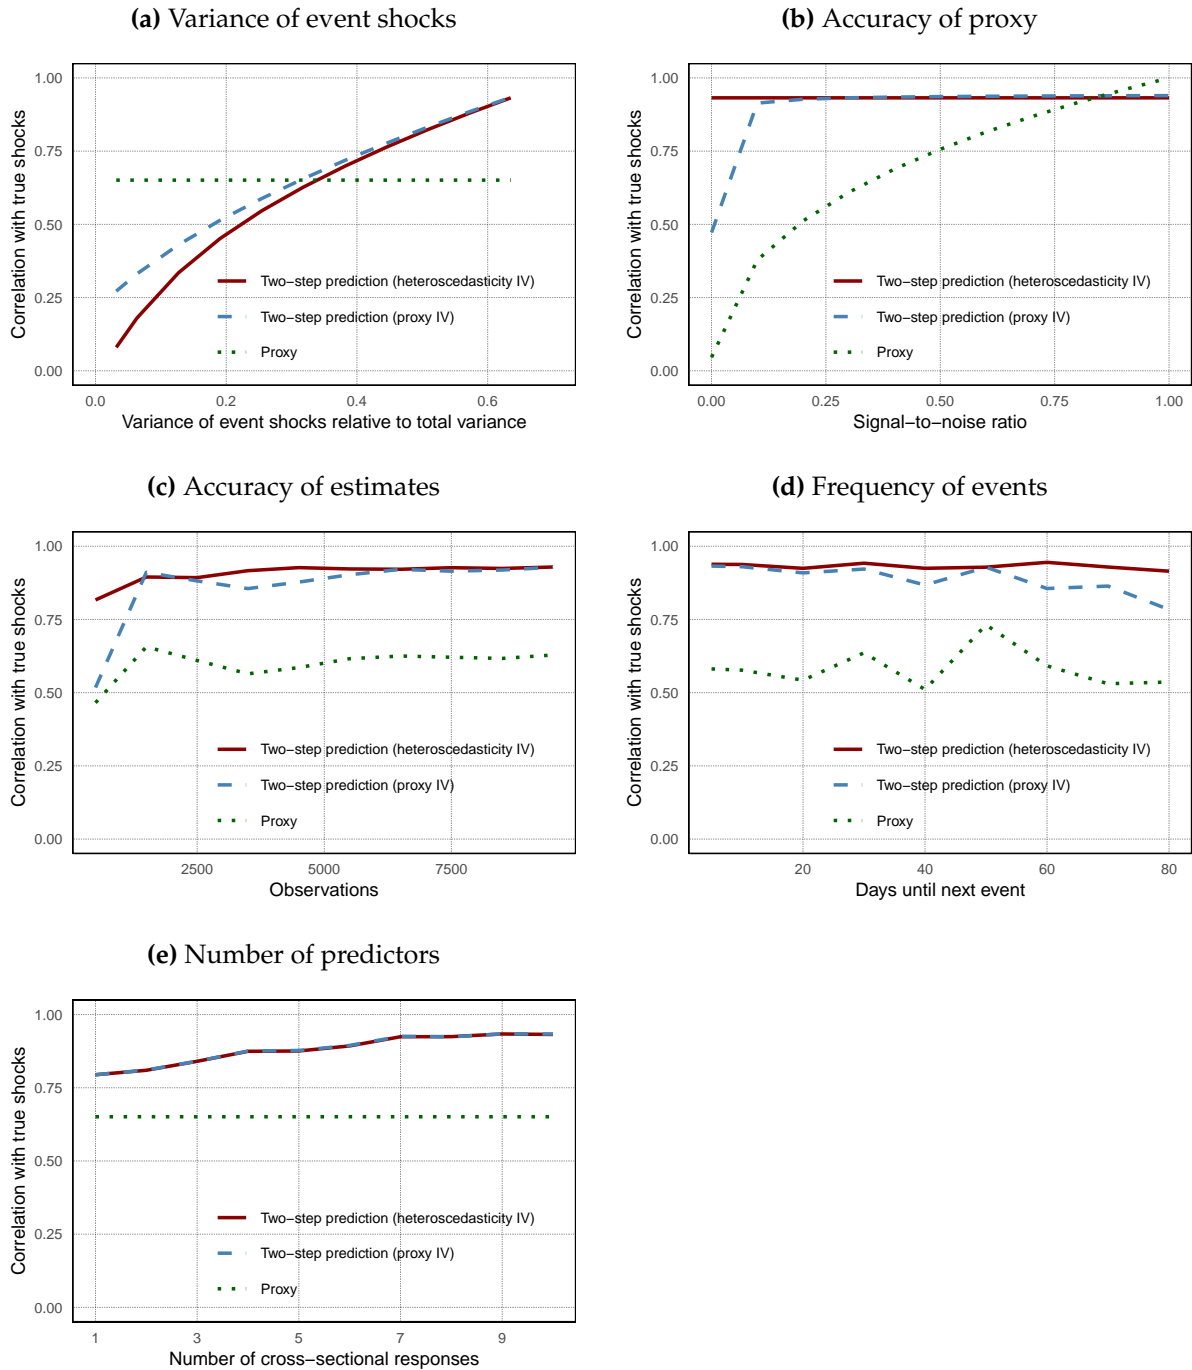 (a) Variance of event shocks
Correlation with true shocks
1.00
0.75
0.50
0.25
0.00
Two−step prediction (heteroscedasticity IV)
Two−step prediction (proxy IV)
Proxy
0.0 0.2 0.4 0.6
Variance of event shocks relative to total variance
(b) Accuracy of proxy
Correlation with true shocks
1.00
0.75
0.50
0.25
0.00
Two−step prediction (heteroscedasticity IV)
Two−step prediction (proxy IV)
Proxy
0.00 0.25 0.50 0.75 1.00
Signal−to−noise ratio
(c) Accuracy of estimates
Correlation with true shocks
1.00
0.75
0.50
0.25
0.00
Two−step prediction (heteroscedasticity IV)
Two−step prediction (proxy IV)
Proxy
2500 5000 7500
Observations
(d) Frequency of events
Correlation with true shocks
1.00
0.75
0.50
0.25
0.00
Two−step prediction (heteroscedasticity IV)
Two−step prediction (proxy IV)
Proxy
20 40 60 80
Days until next event
(e) Number of predictors
Correlation with true shocks
1.00
0.75
0.50
0.25
0.00
Two−step prediction (heteroscedasticity IV)
Two−step prediction (proxy IV)
Proxy
1 3 5 7 9
Number of cross−sectional responses